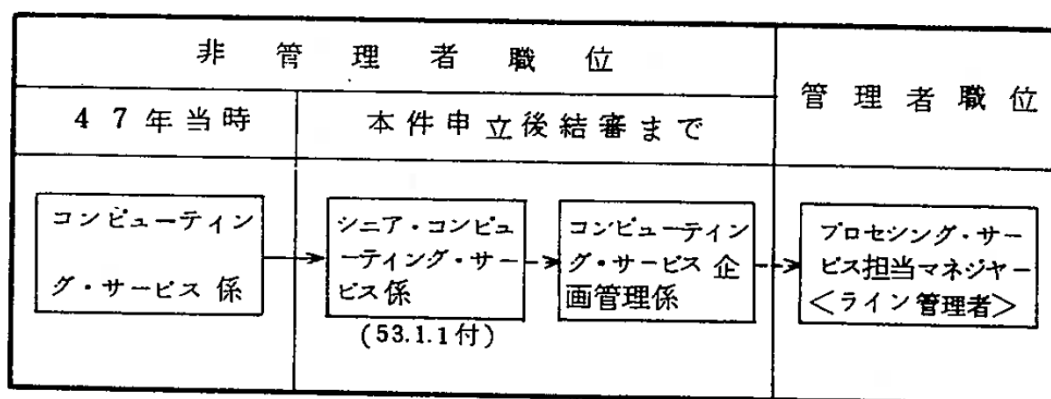 非管理者職位
管理者職位
47年当時
本件申立後結審まで
コンピューティン
グ・サービス係
シニア・コンピュ
ーティング・サー
ビス係
(53.1.1付)
コンピューティン
グ・サービス企
画管理係
プロセシング・サー
ビス担当マネジャー
<ライン管理者>